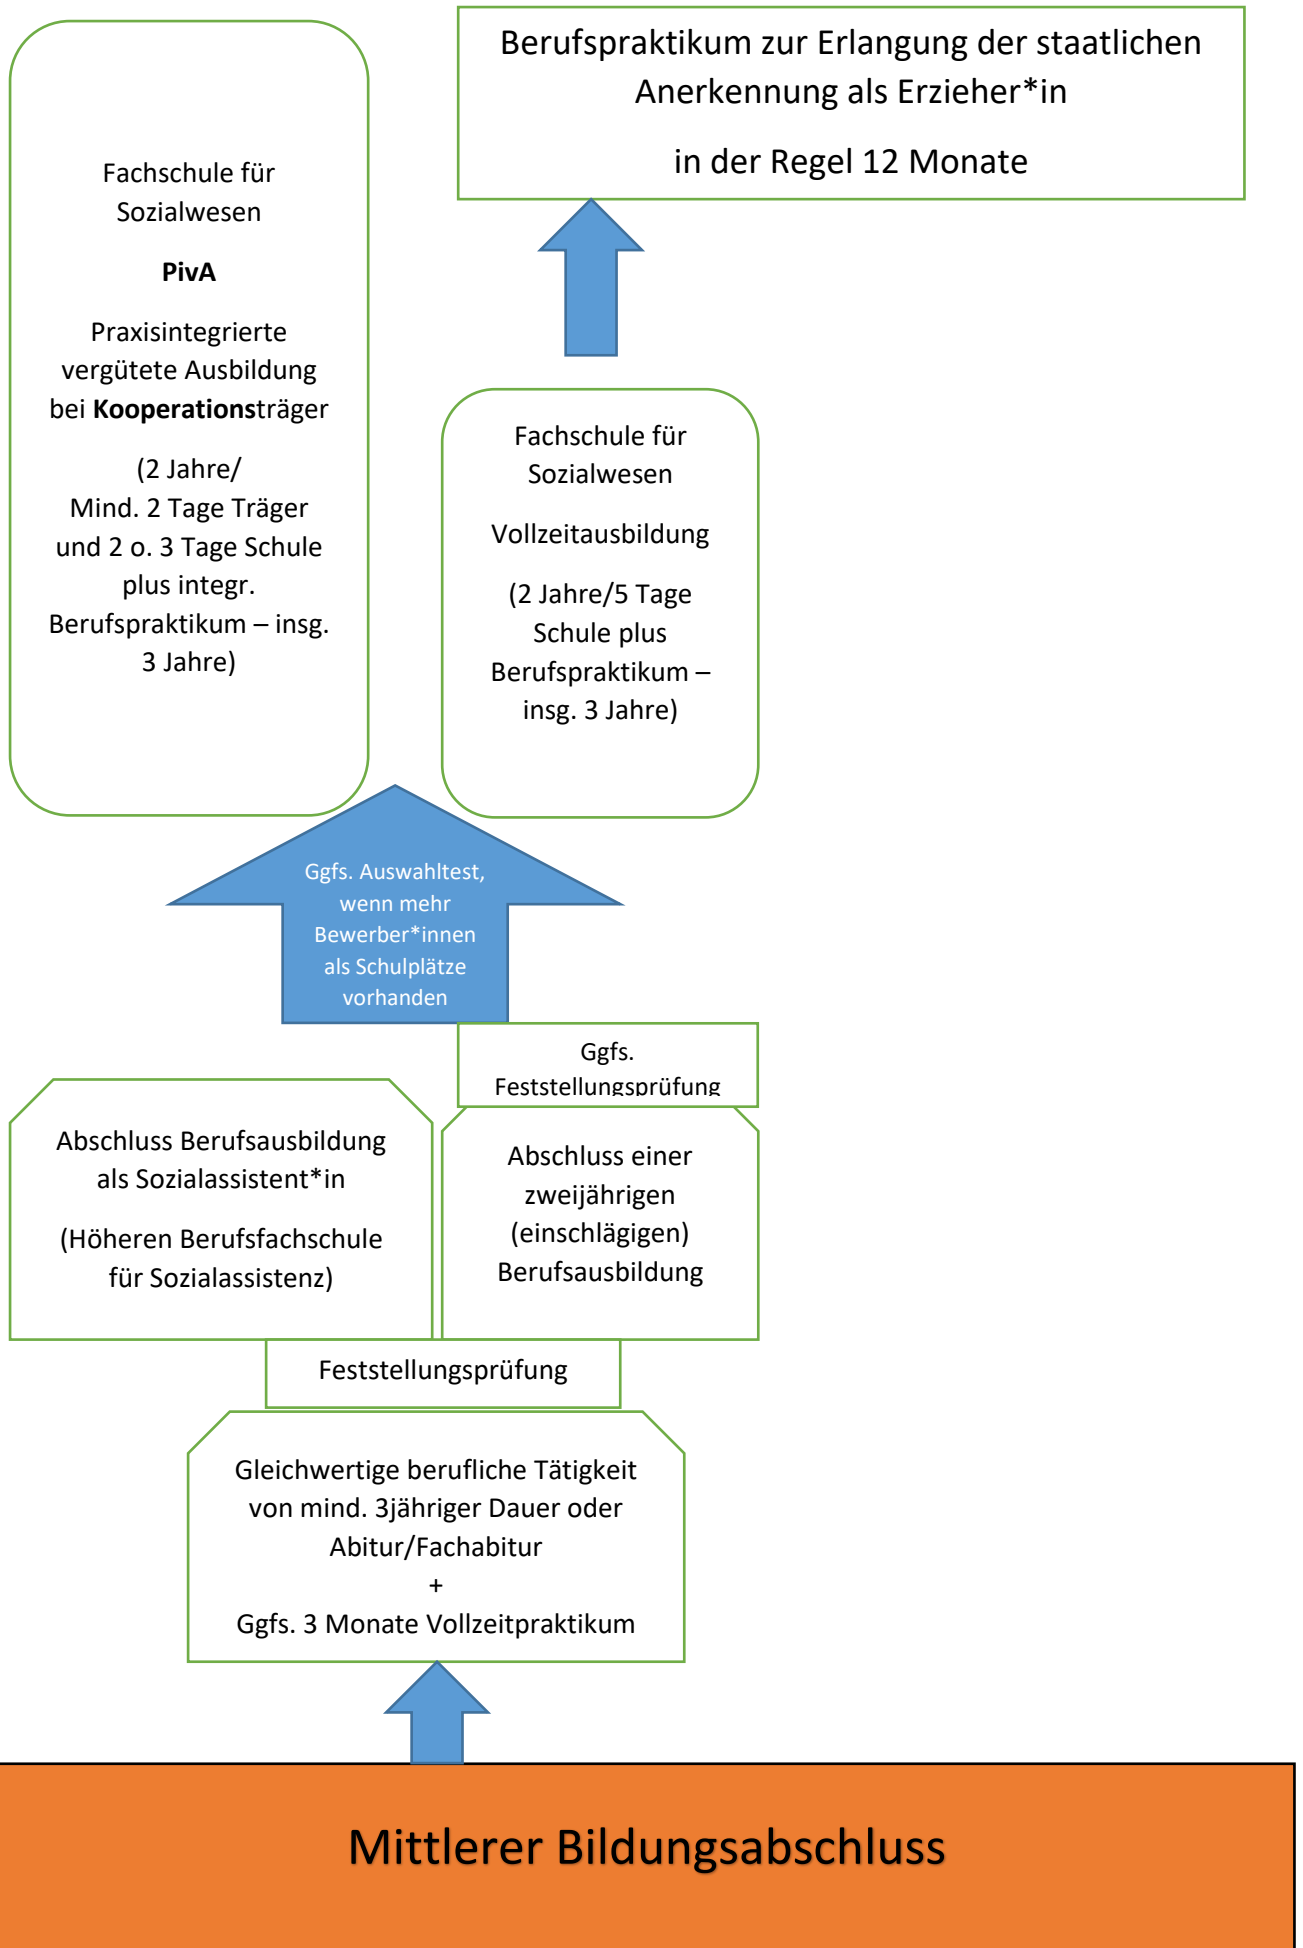 Berufspraktikum zur Erlangung der staatlichen
Anerkennung als Erzieher*in
in der Regel 12 Monate
Fachschule für
Sozialwesen
PivA
Praxisintegrierte
vergütete Ausbildung
bei Kooperationsträger
(2 Jahre/
Mind. 2 Tage Träger
und 2 o. 3 Tage Schule
plus integr.
Berufspraktikum – insg.
3 Jahre)
Fachschule für
Sozialwesen
Vollzeitausbildung
(2 Jahre/5 Tage
Schule plus
Berufspraktikum –
insg. 3 Jahre)
Ggfs. Auswahltest,
wenn mehr
Bewerber*innen
als Schulplätze
vorhanden
Ggfs.
Feststellungsprüfung
Abschluss Berufsausbildung
als Sozialassistent*in
(Höheren Berufsfachschule
für Sozialassistenz)
Abschluss einer
zweijährigen
(einschlägigen)
Berufsausbildung
Feststellungsprüfung
Gleichwertige berufliche Tätigkeit
von mind. 3jähriger Dauer oder
Abitur/Fachabitur
+
Ggfs. 3 Monate Vollzeitpraktikum
Mittlerer Bildungsabschluss